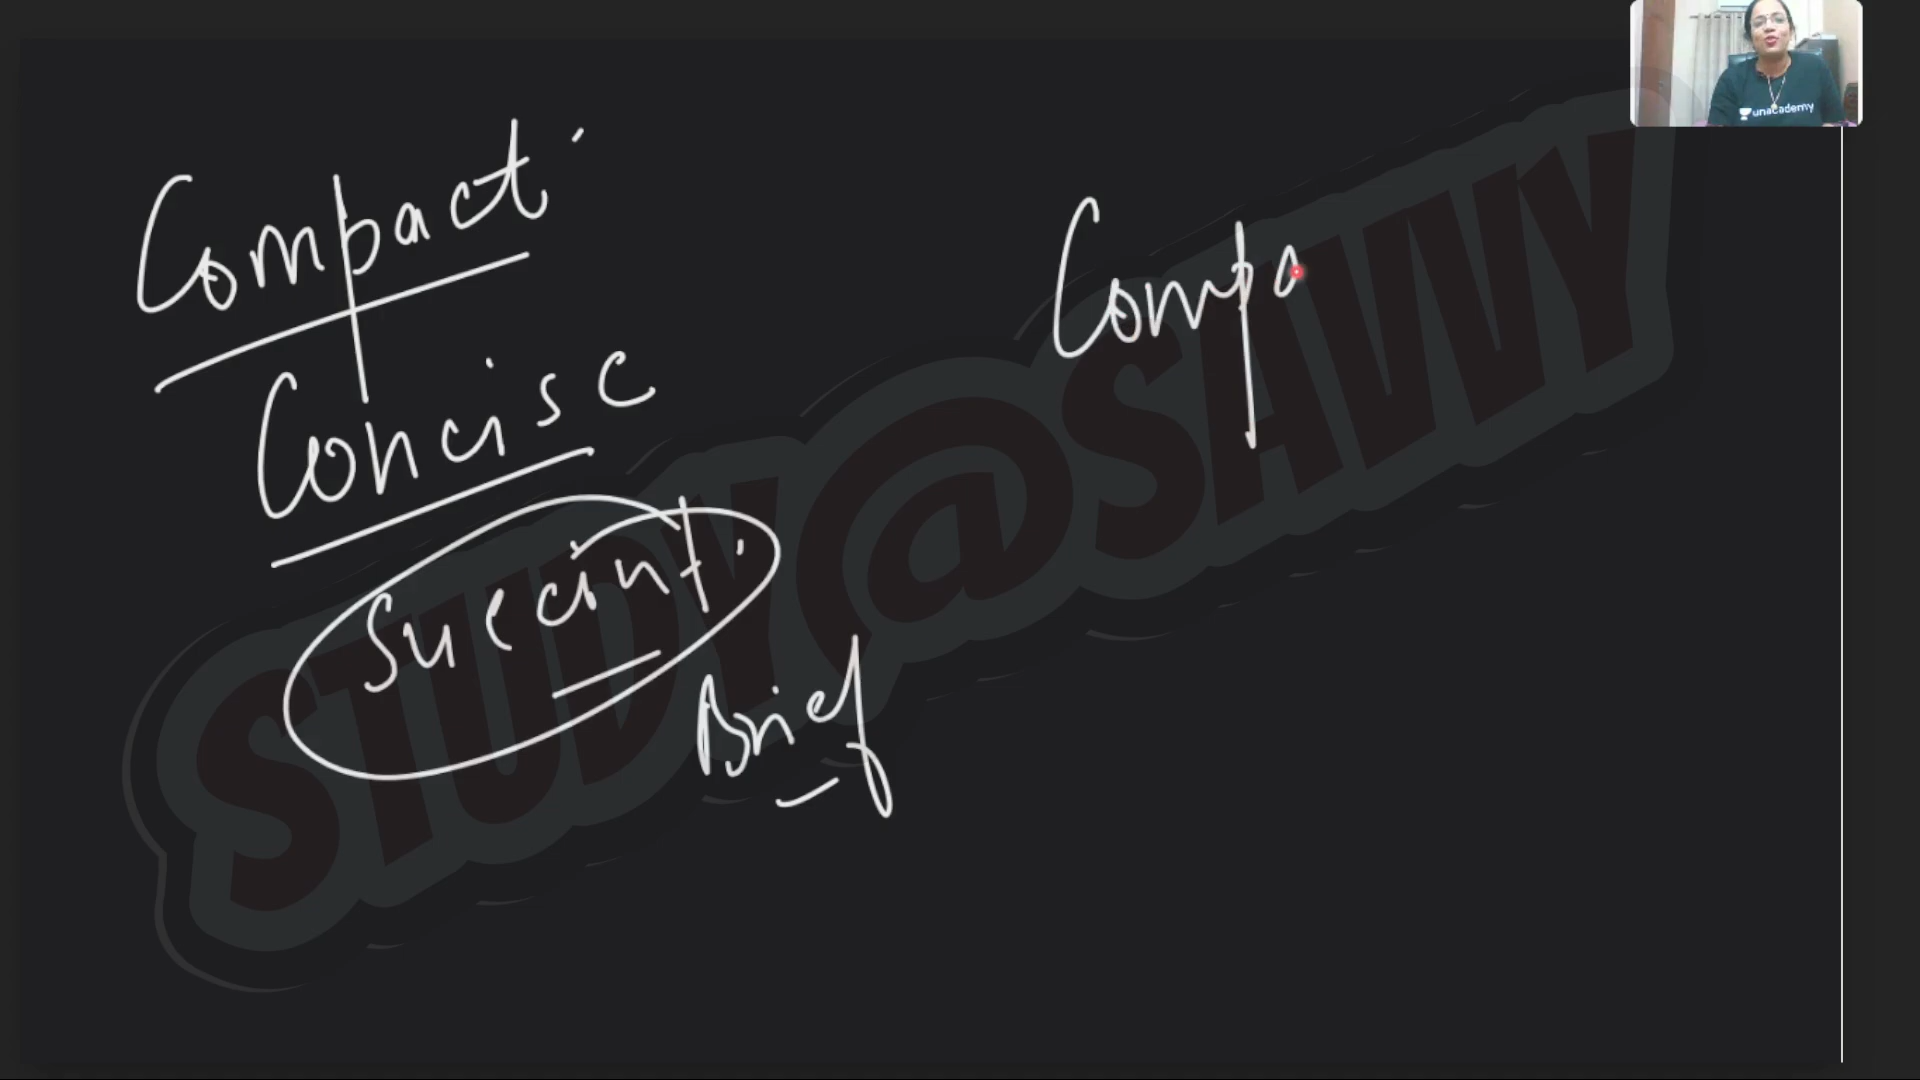 unacademy
Compact
Compa
Concise
Succint
Brief
STUDY@SAVVY